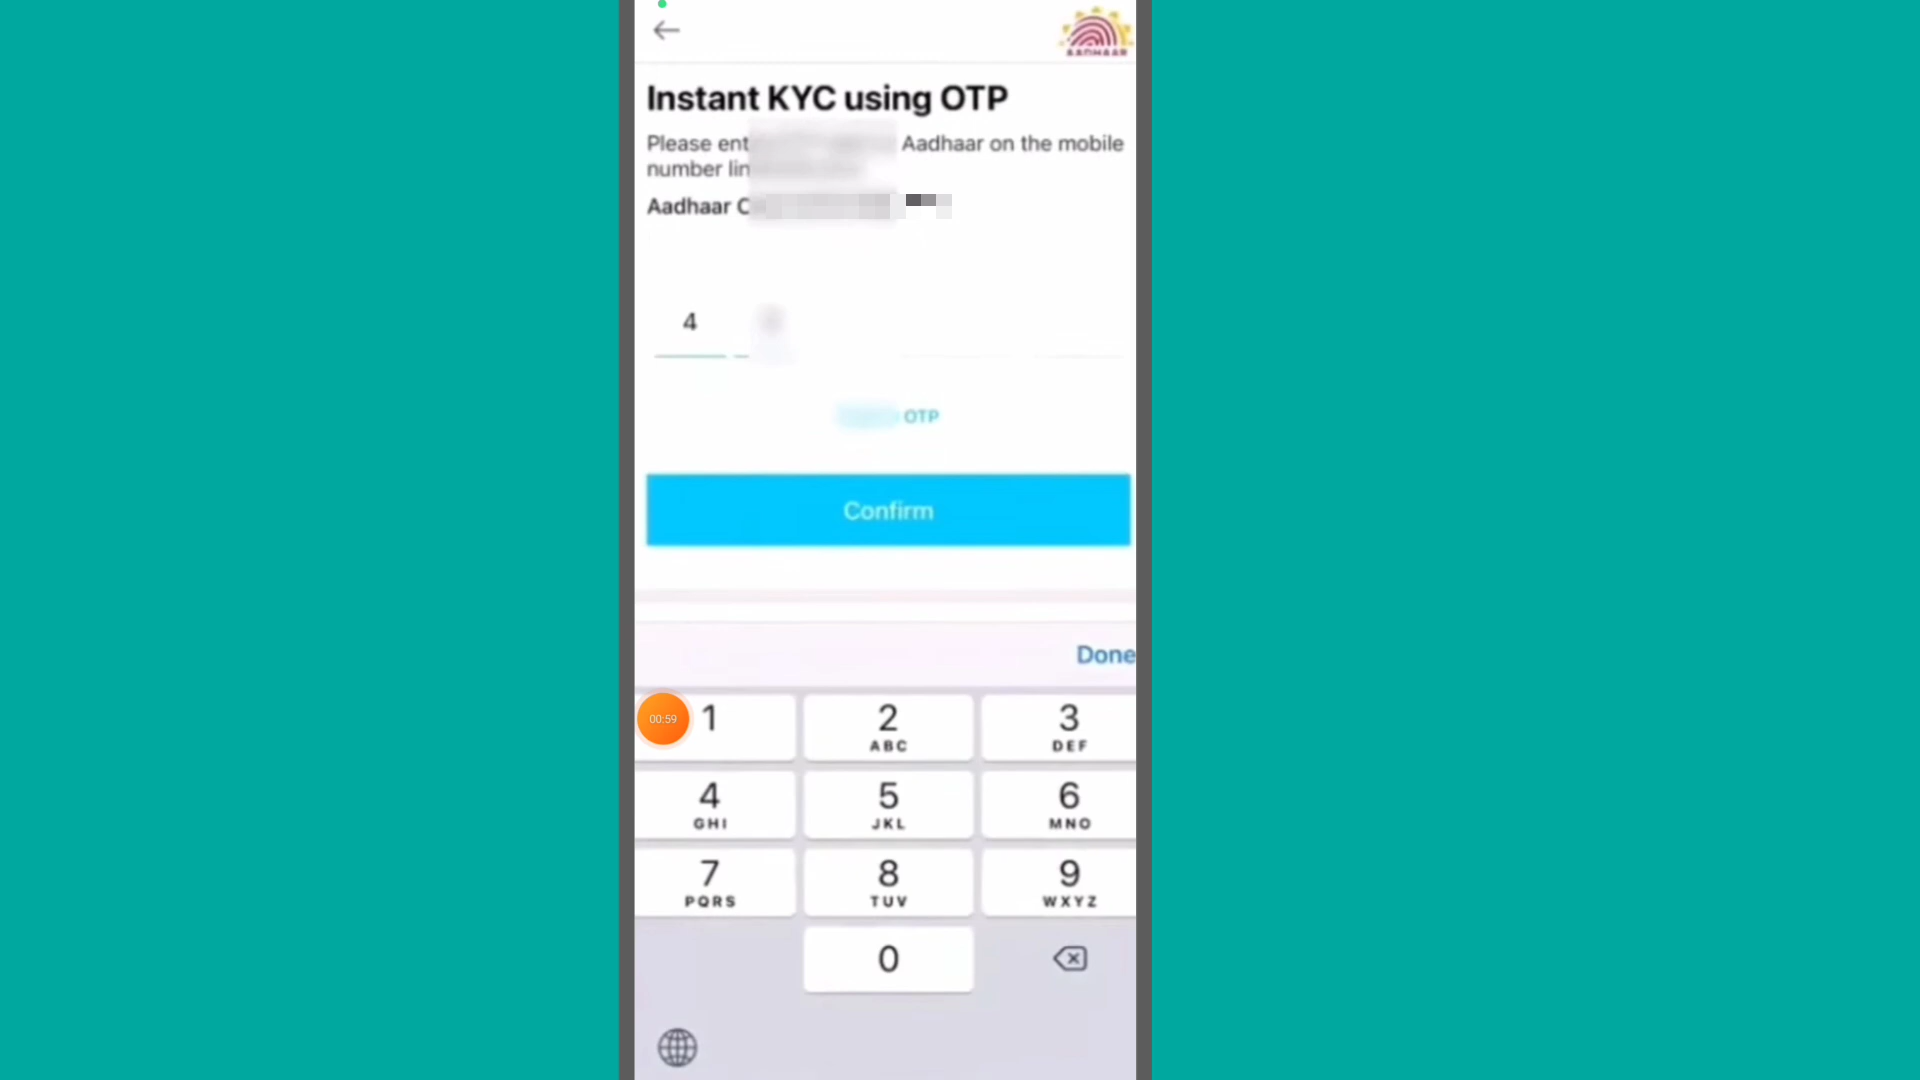 AADHAAR
Instant KYC using OTP
Please ent Aadhaar on the mobile
number lin
Aadhaar C
4
OTP
Confirm
Done
00:59
1
2
ABC
3
DEF
4
GHI
5
JKL
6
MNO
7
PQRS
8
TUV
9
WXYZ
0